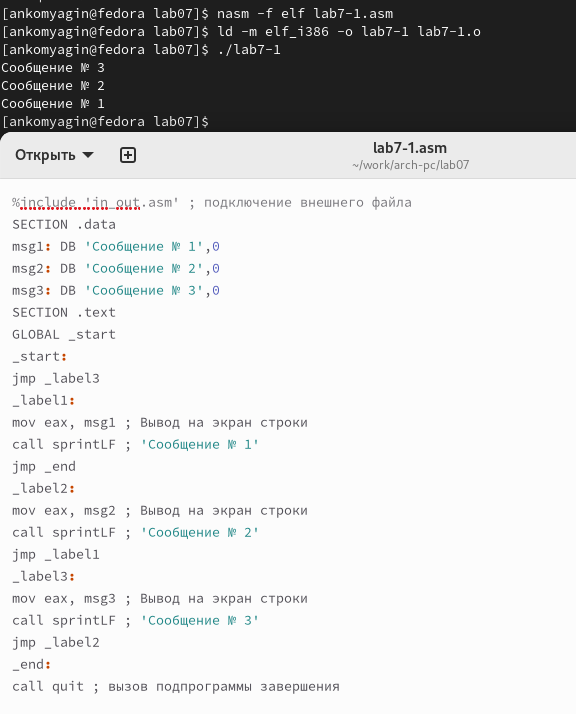 [ankomyagin@fedora lab07]$ nasm -f elf lab7-1.asm
[ankomyagin@fedora lab07]$ ld -m elf_i386 -o lab7-1 lab7-1.o
[ankomyagin@fedora lab07]$ ./lab7-1
Сообщение № 3
Сообщение № 2
Сообщение № 1
[ankomyagin@fedora lab07]$
Открыть
lab7-1.asm
~/work/arch-pc/lab07
%include 'in_out.asm' ; подключение внешнего файла
SECTION .data
msg1: DB 'Сообщение № 1',0
msg2: DB 'Сообщение № 2',0
msg3: DB 'Сообщение № 3',0
SECTION .text
GLOBAL _start
_start:
jmp _label3
_label1:
mov eax, msg1 ; Вывод на экран строки
call sprintLF ; 'Сообщение № 1'
jmp _end
_label2:
mov eax, msg2 ; Вывод на экран строки
call sprintLF ; 'Сообщение № 2'
jmp _label1
_label3:
mov eax, msg3 ; Вывод на экран строки
call sprintLF ; 'Сообщение № 3'
jmp _label2
_end:
call quit ; вызов подпрограммы завершения